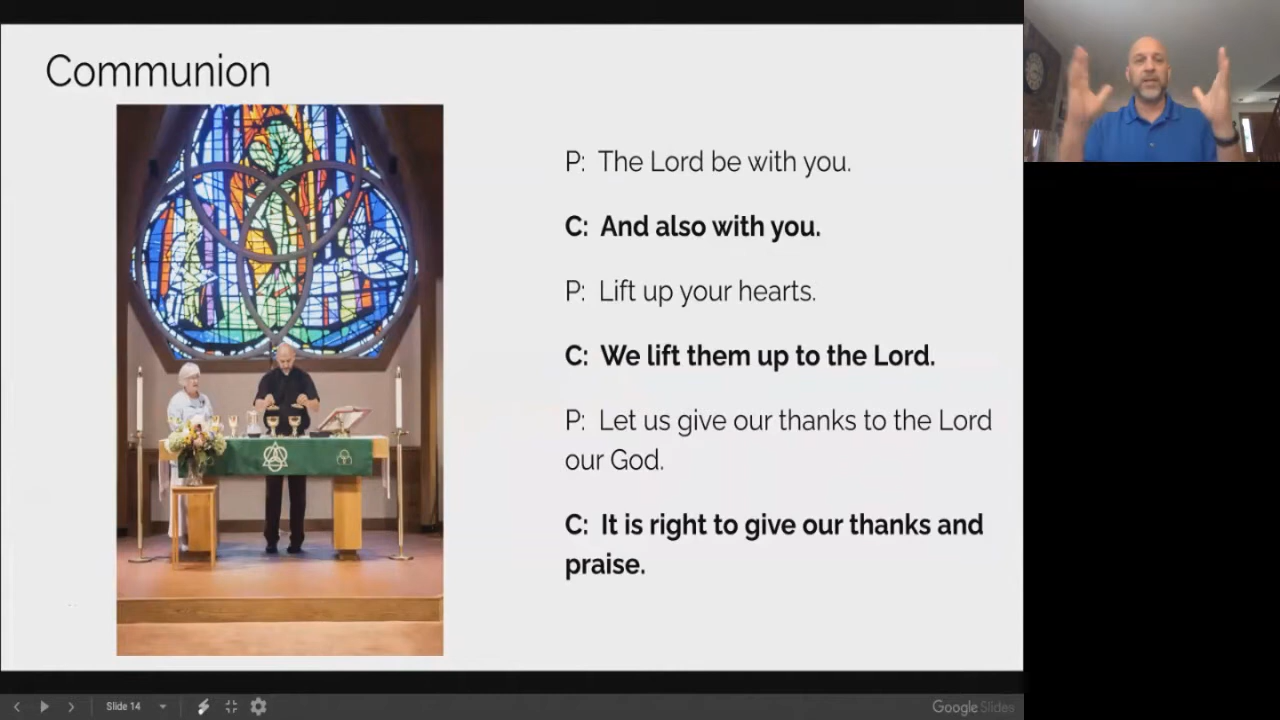 Communion
P:  The Lord be with you.
C:  And also with you.
P:  Lift up your hearts.
C:  We lift them up to the Lord.
P:  Let us give our thanks to the Lord
our God.
C:  It is right to give our thanks and
praise.
Slide 14
Google Slides